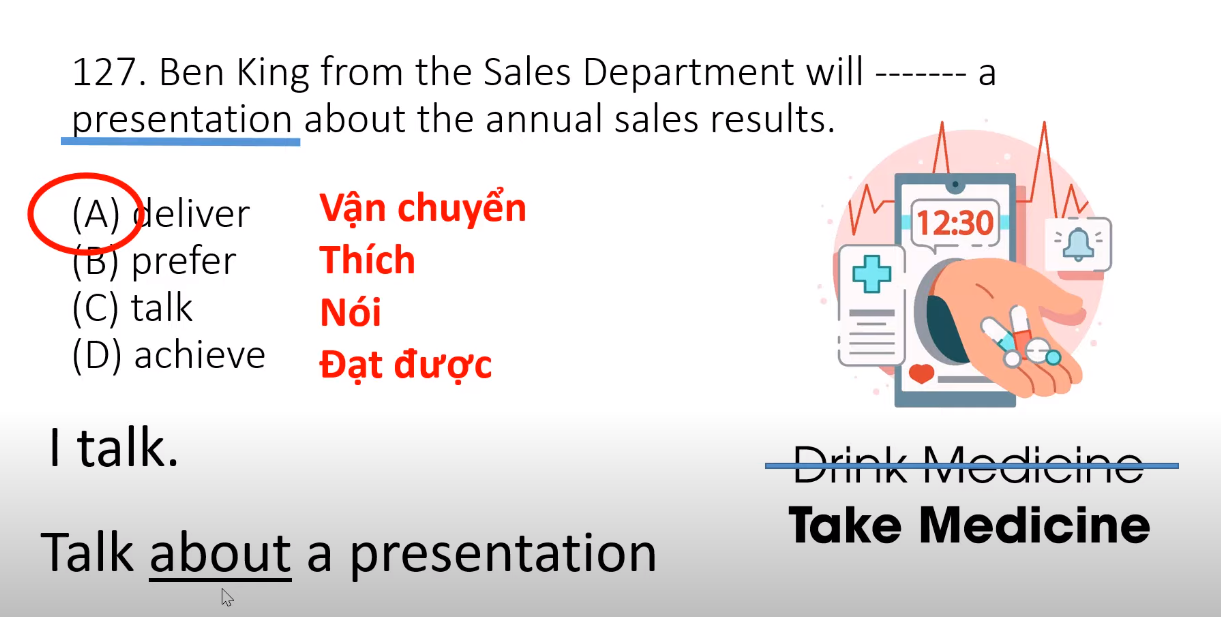 127. Ben King from the Sales Department will ------- a
presentation about the annual sales results.
(A) deliver
(B) prefer
(C) talk
(D) achieve
Vận chuyển
Thích
Nói
Đạt được
12:30
I talk.
Talk about a presentation
Drink Medicine
Take Medicine